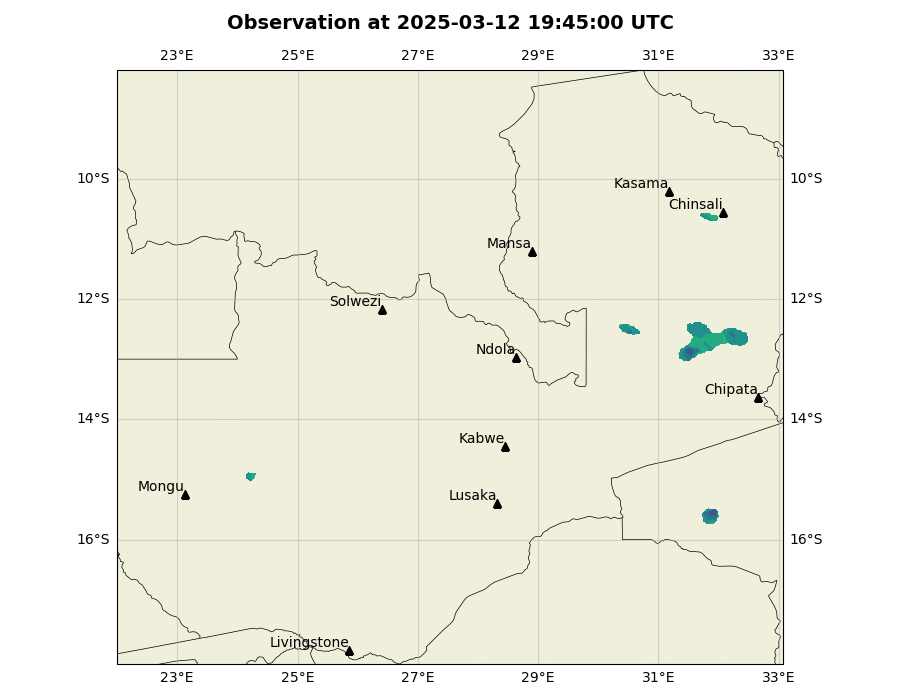 Observation at 2025-03-12 19:45:00 UTC
23°E 25°E 27°E 29°E 31°E 33°E
10°S 10°S
Kasama
Chinsali
Mansa
12°S 12°S
Solwezi
Ndola
Chipata
14°S 14°S
Kabwe
Mongu
Lusaka
16°S 16°S
Livingstone
23°E 25°E 27°E 29°E 31°E 33°E